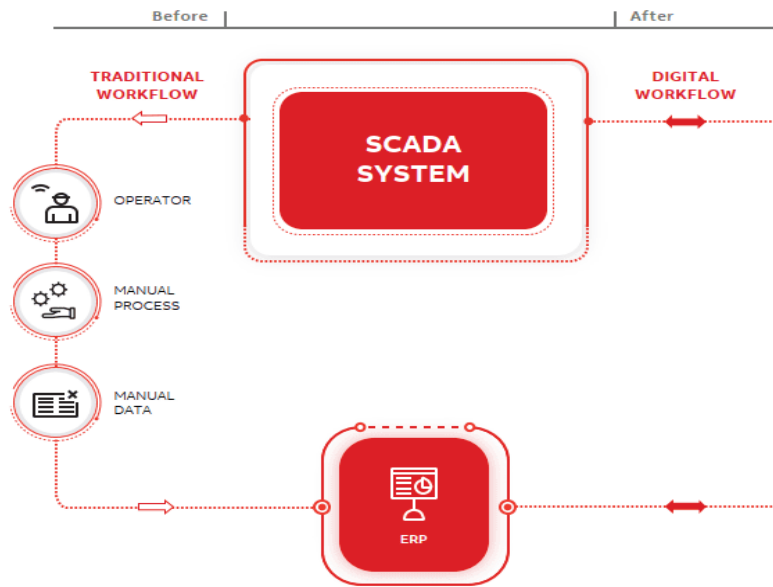 Before
After
TRADITIONAL
WORKFLOW
DIGITAL
WORKFLOW
SCADA
SYSTEM
OPERATOR
MANUAL
PROCESS
MANUAL
DATA
ERP